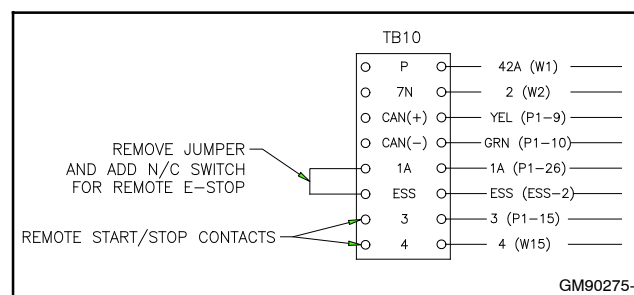 TB10
P 42A (W1)
7N 2 (W2)
CAN(+) YEL (P1-9)
CAN(-) GRN (P1-10)
REMOVE JUMPER
AND ADD N/C SWITCH
FOR REMOTE E-STOP
1A 1A (P1-26)
ESS ESS (ESS-2)
3 3 (P1-15)
REMOTE START/STOP CONTACTS
4 4 (W15)
GM90275-